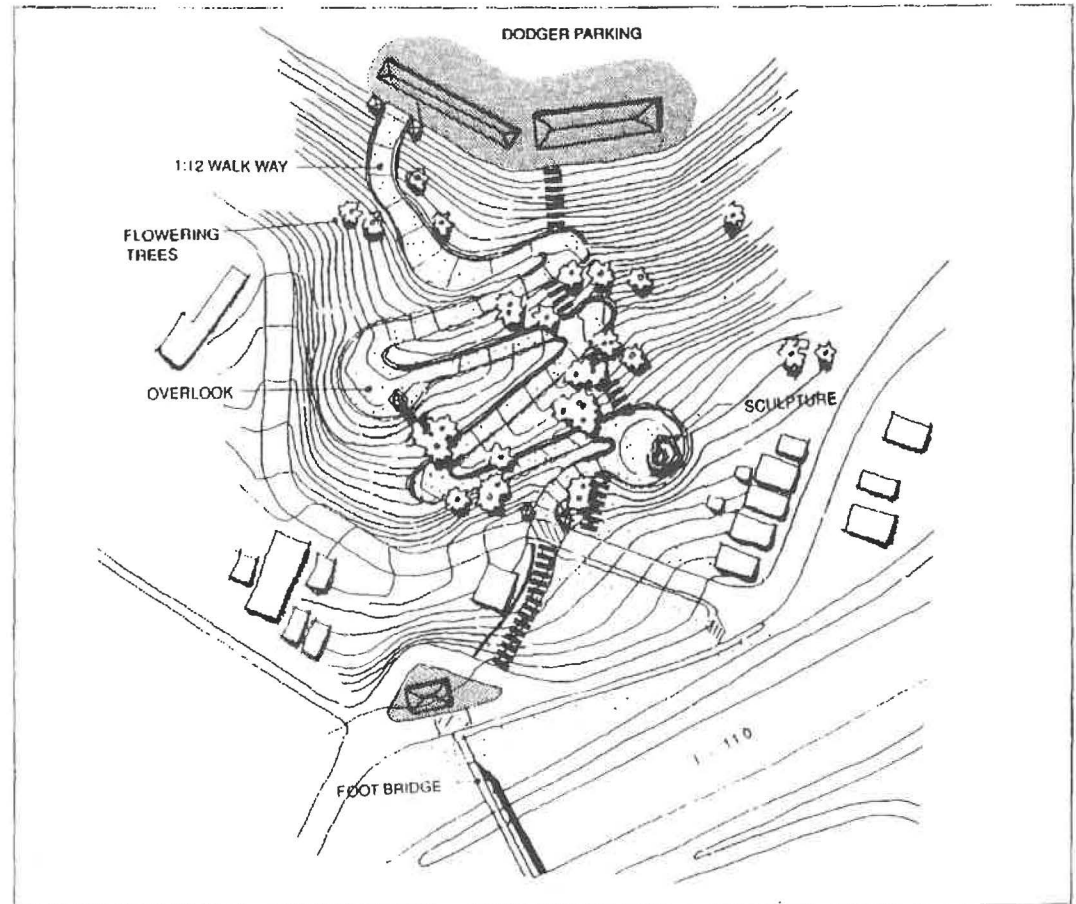 DODGER PARKING
1:12 WALK WAY
FLOWERING
TREES
OVERLOOK
SCULPTURE
I - 110
FOOT BRIDGE